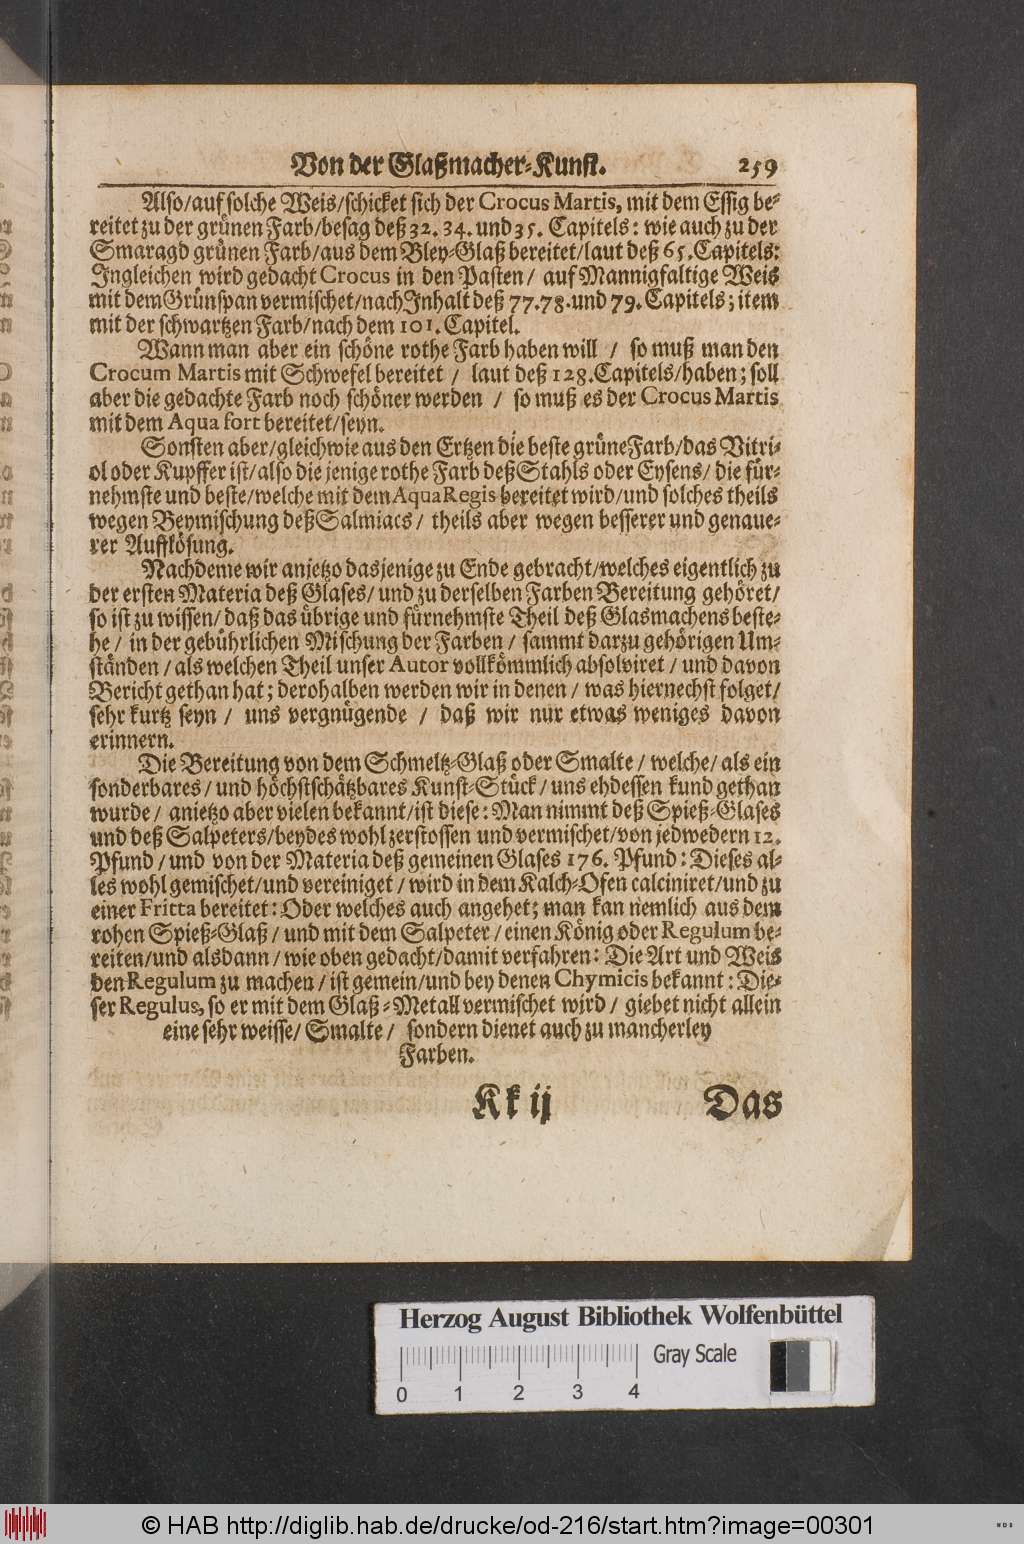 Von der Glaßmacher-Kunst. 259
Also/auf solche Weis/schicket sich der Crocus Martis, mit dem Essig be-
reitet zu der grünen Farb/besag deß 32. 34. und 35. Capitels: wie auch zu der
Smaragd grünen Farb/aus dem Bley-Glaß bereitet/laut deß 65. Capitels:
Ingleichen wird gedacht Crocus in den Pasten/ auf Mannigfaltige Weis
mit dem Grünspan vermischet/nach Inhalt deß 77. 78. und 79. Capitels; item
mit der schwartzen Farb/nach dem 101. Capitel.
Wann man aber ein schöne rothe Farb haben will / so muß man den
Crocum Martis mit Schwefel bereitet / laut deß 128. Capitels/haben; soll
aber die gedachte Farb noch schöner werden / so muß es der Crocus Martis
mit dem Aqua fort bereitet/seyn.
Sonsten aber/gleichwie aus den Ertzen die beste grüne Farb/das Vitri-
ol oder Kupffer ist/also die jenige rothe Farb deß Stahls oder Eysens/ die für-
nehmste und beste/welche mit dem Aqua Regis bereitet wird/und solches theils
wegen Beymischung deß Salmiacs / theils aber wegen besserer und genaue-
rer Aufflösung.
Nachdeme wir anjetzo dasjenige zu Ende gebracht/welches eigentlich zu
der ersten Materia deß Glases/ und zu derselben Farben Bereitung gehöret/
so ist zu wissen/ daß das übrige und fürnehmste Theil deß Glasmachens beste-
he / in der gebührlichen Mischung der Farben / sammt darzu gehörigen Um-
ständen / als welchen Theil unser Autor vollkömmlich absolviret / und davon
Bericht gethan hat; derohalben werden wir in denen / was hiernechst folget/
sehr kurtz seyn / uns vergnügende / daß wir nur etwas weniges davon
erinnern.
Die Bereitung von dem Schmeltz-Glaß oder Smalte / welche/ als ein
sonderbares/ und höchstschätzbares Kunst-Stück/ uns ehdessen kund gethan
wurde / anietzo aber vielen bekannt/ist diese: Man nimmt deß Spieß-Glases
und deß Salpeters/beydes wohl zerstossen und vermischet/von jedwedern 12.
Pfund / und von der Materia deß gemeinen Glases 176. Pfund: Dieses al-
les wohl gemischet/und vereiniget / wird in dem Kalch-Ofen calciniret/und zu
einer Fritta bereitet: Oder welches auch angehet; man kan nemlich aus dem
rohen Spieß-Glaß / und mit dem Salpeter / einen König oder Regulum be-
reiten/und alsdann / wie oben gedacht/damit verfahren: Die Art und Weis
den Regulum zu machen / ist gemein/und bey denen Chymicis bekannt: Die-
ser Regulus, so er mit dem Glaß-Metall vermischet wird / giebet nicht allein
eine sehr weisse/ Smalte / sondern dienet auch zu mancherley
Farben.
Kk ij Das
Herzog August Bibliothek Wolfenbüttel
Gray Scale
0 1 2 3 4
© HAB http://diglib.hab.de/drucke/od-216/start.htm?image=00301